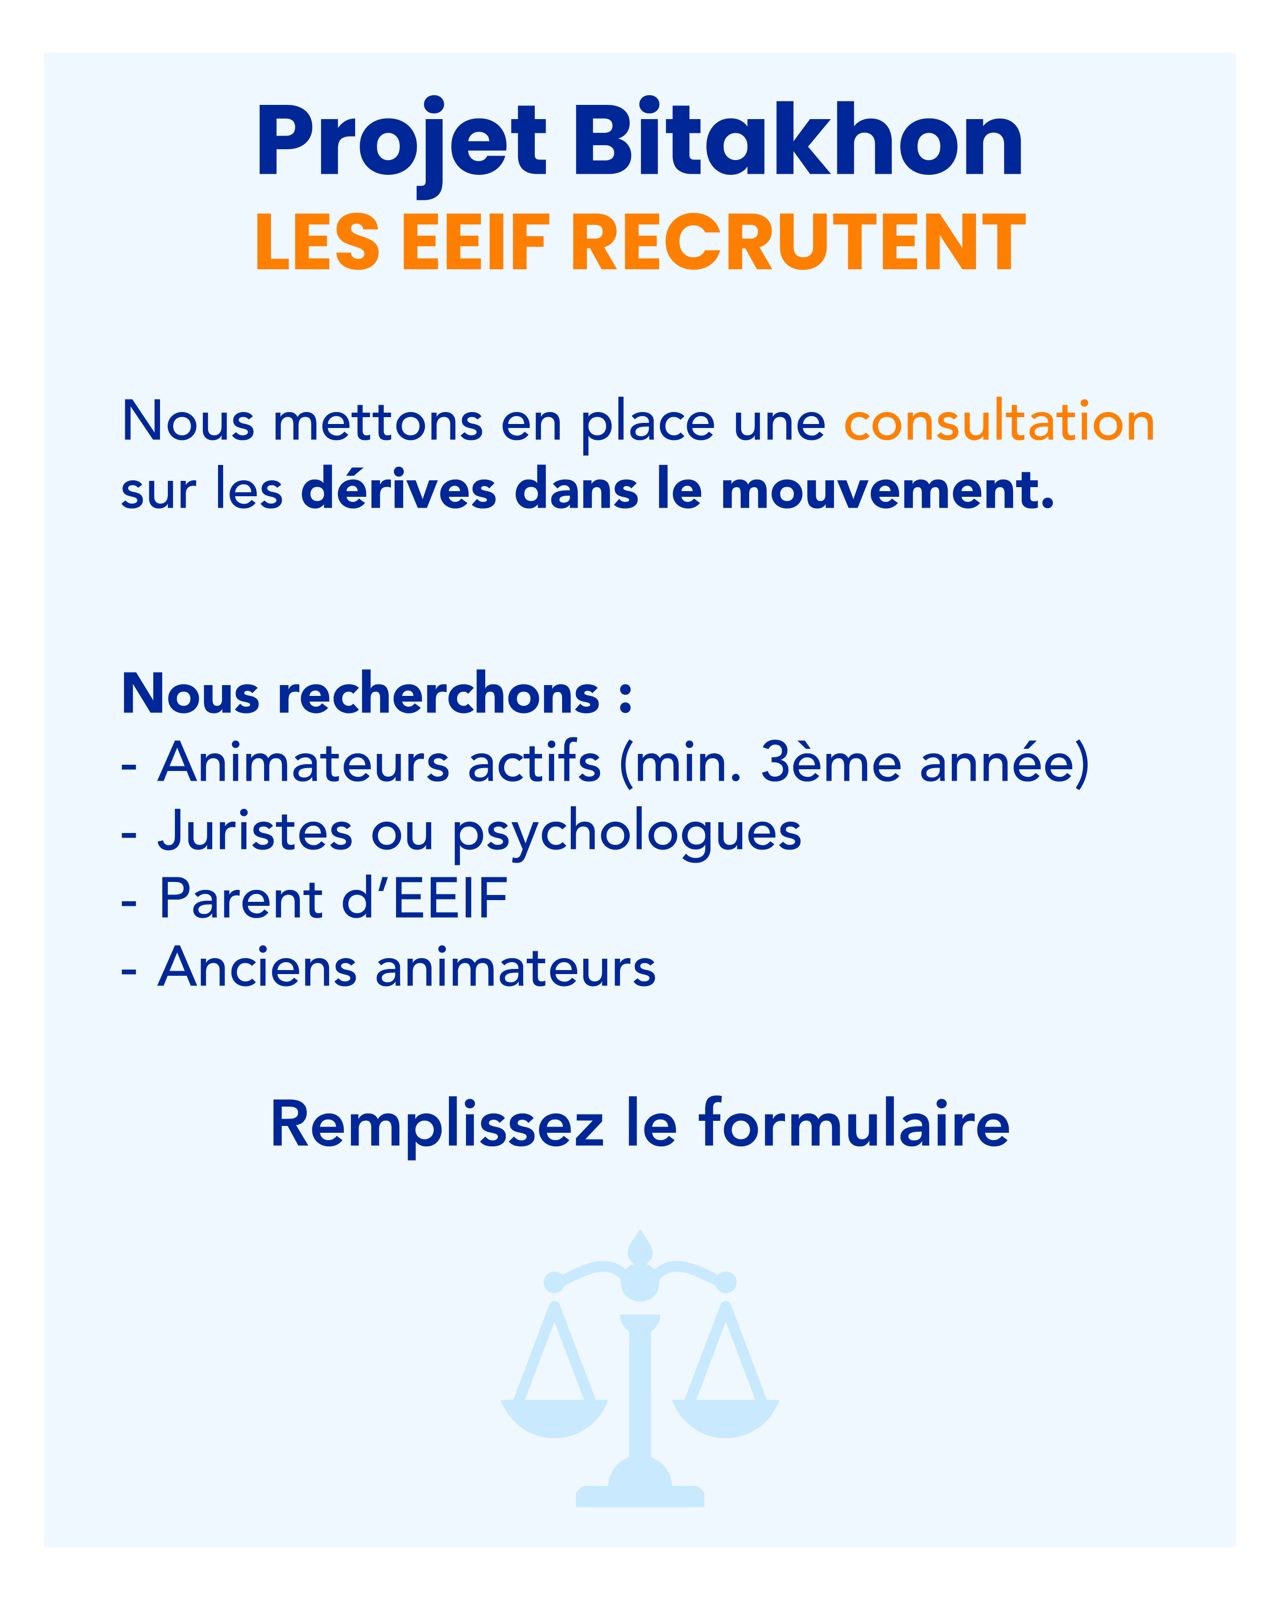 Projet Bitakhon
LES EEIF RECRUTENT
Nous mettons en place une consultation
sur les dérives dans le mouvement.
Nous recherchons :
- Animateurs actifs (min. 3ème année)
- Juristes ou psychologues
- Parent d’EEIF
- Anciens animateurs
Remplissez le formulaire